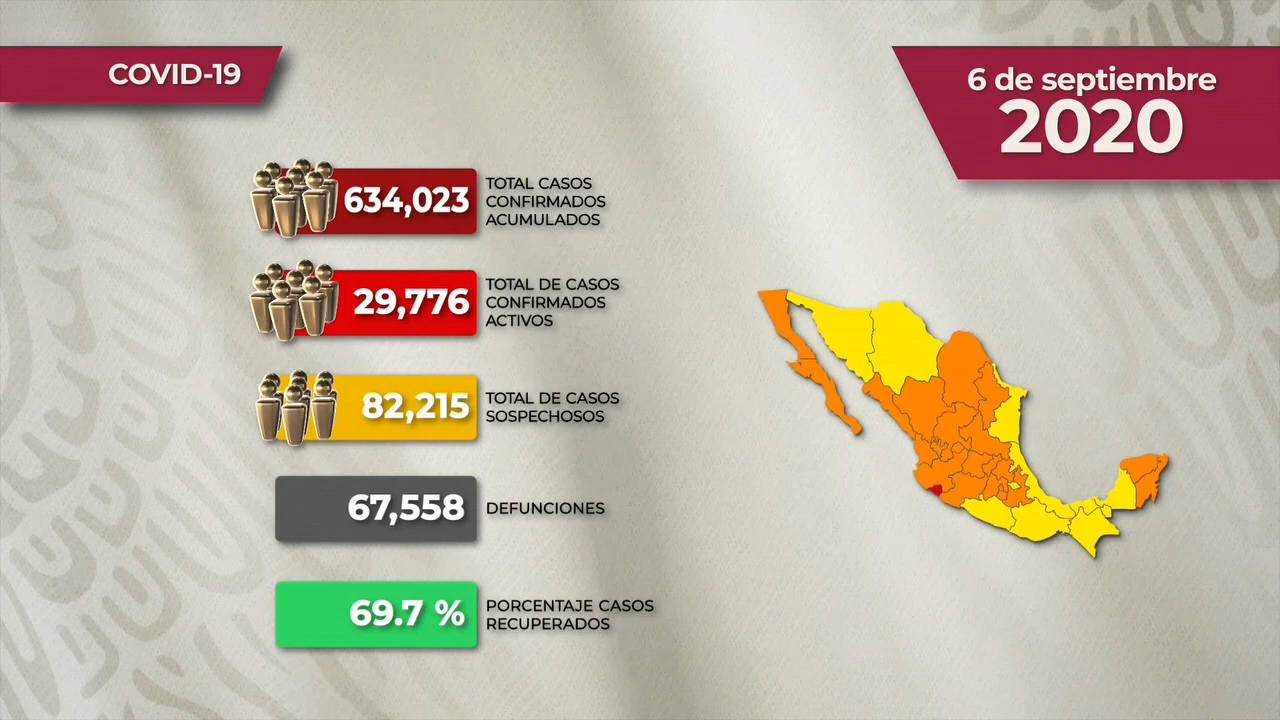 COVID-19
6 de septiembre
2020
634,023
TOTAL CASOS
CONFIRMADOS
ACUMULADOS
29,776
TOTAL DE CASOS
CONFIRMADOS
ACTIVOS
82,215
TOTAL DE CASOS
SOSPECHOSOS
67,558
DEFUNCIONES
69.7 %
PORCENTAJE CASOS
RECUPERADOS